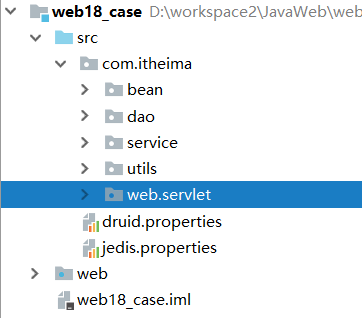 web18_case D:\workspace2\JavaWeb\web
src
com.itheima
bean
dao
service
utils
web.servlet
druid.properties
jedis.properties
web
web18_case.iml